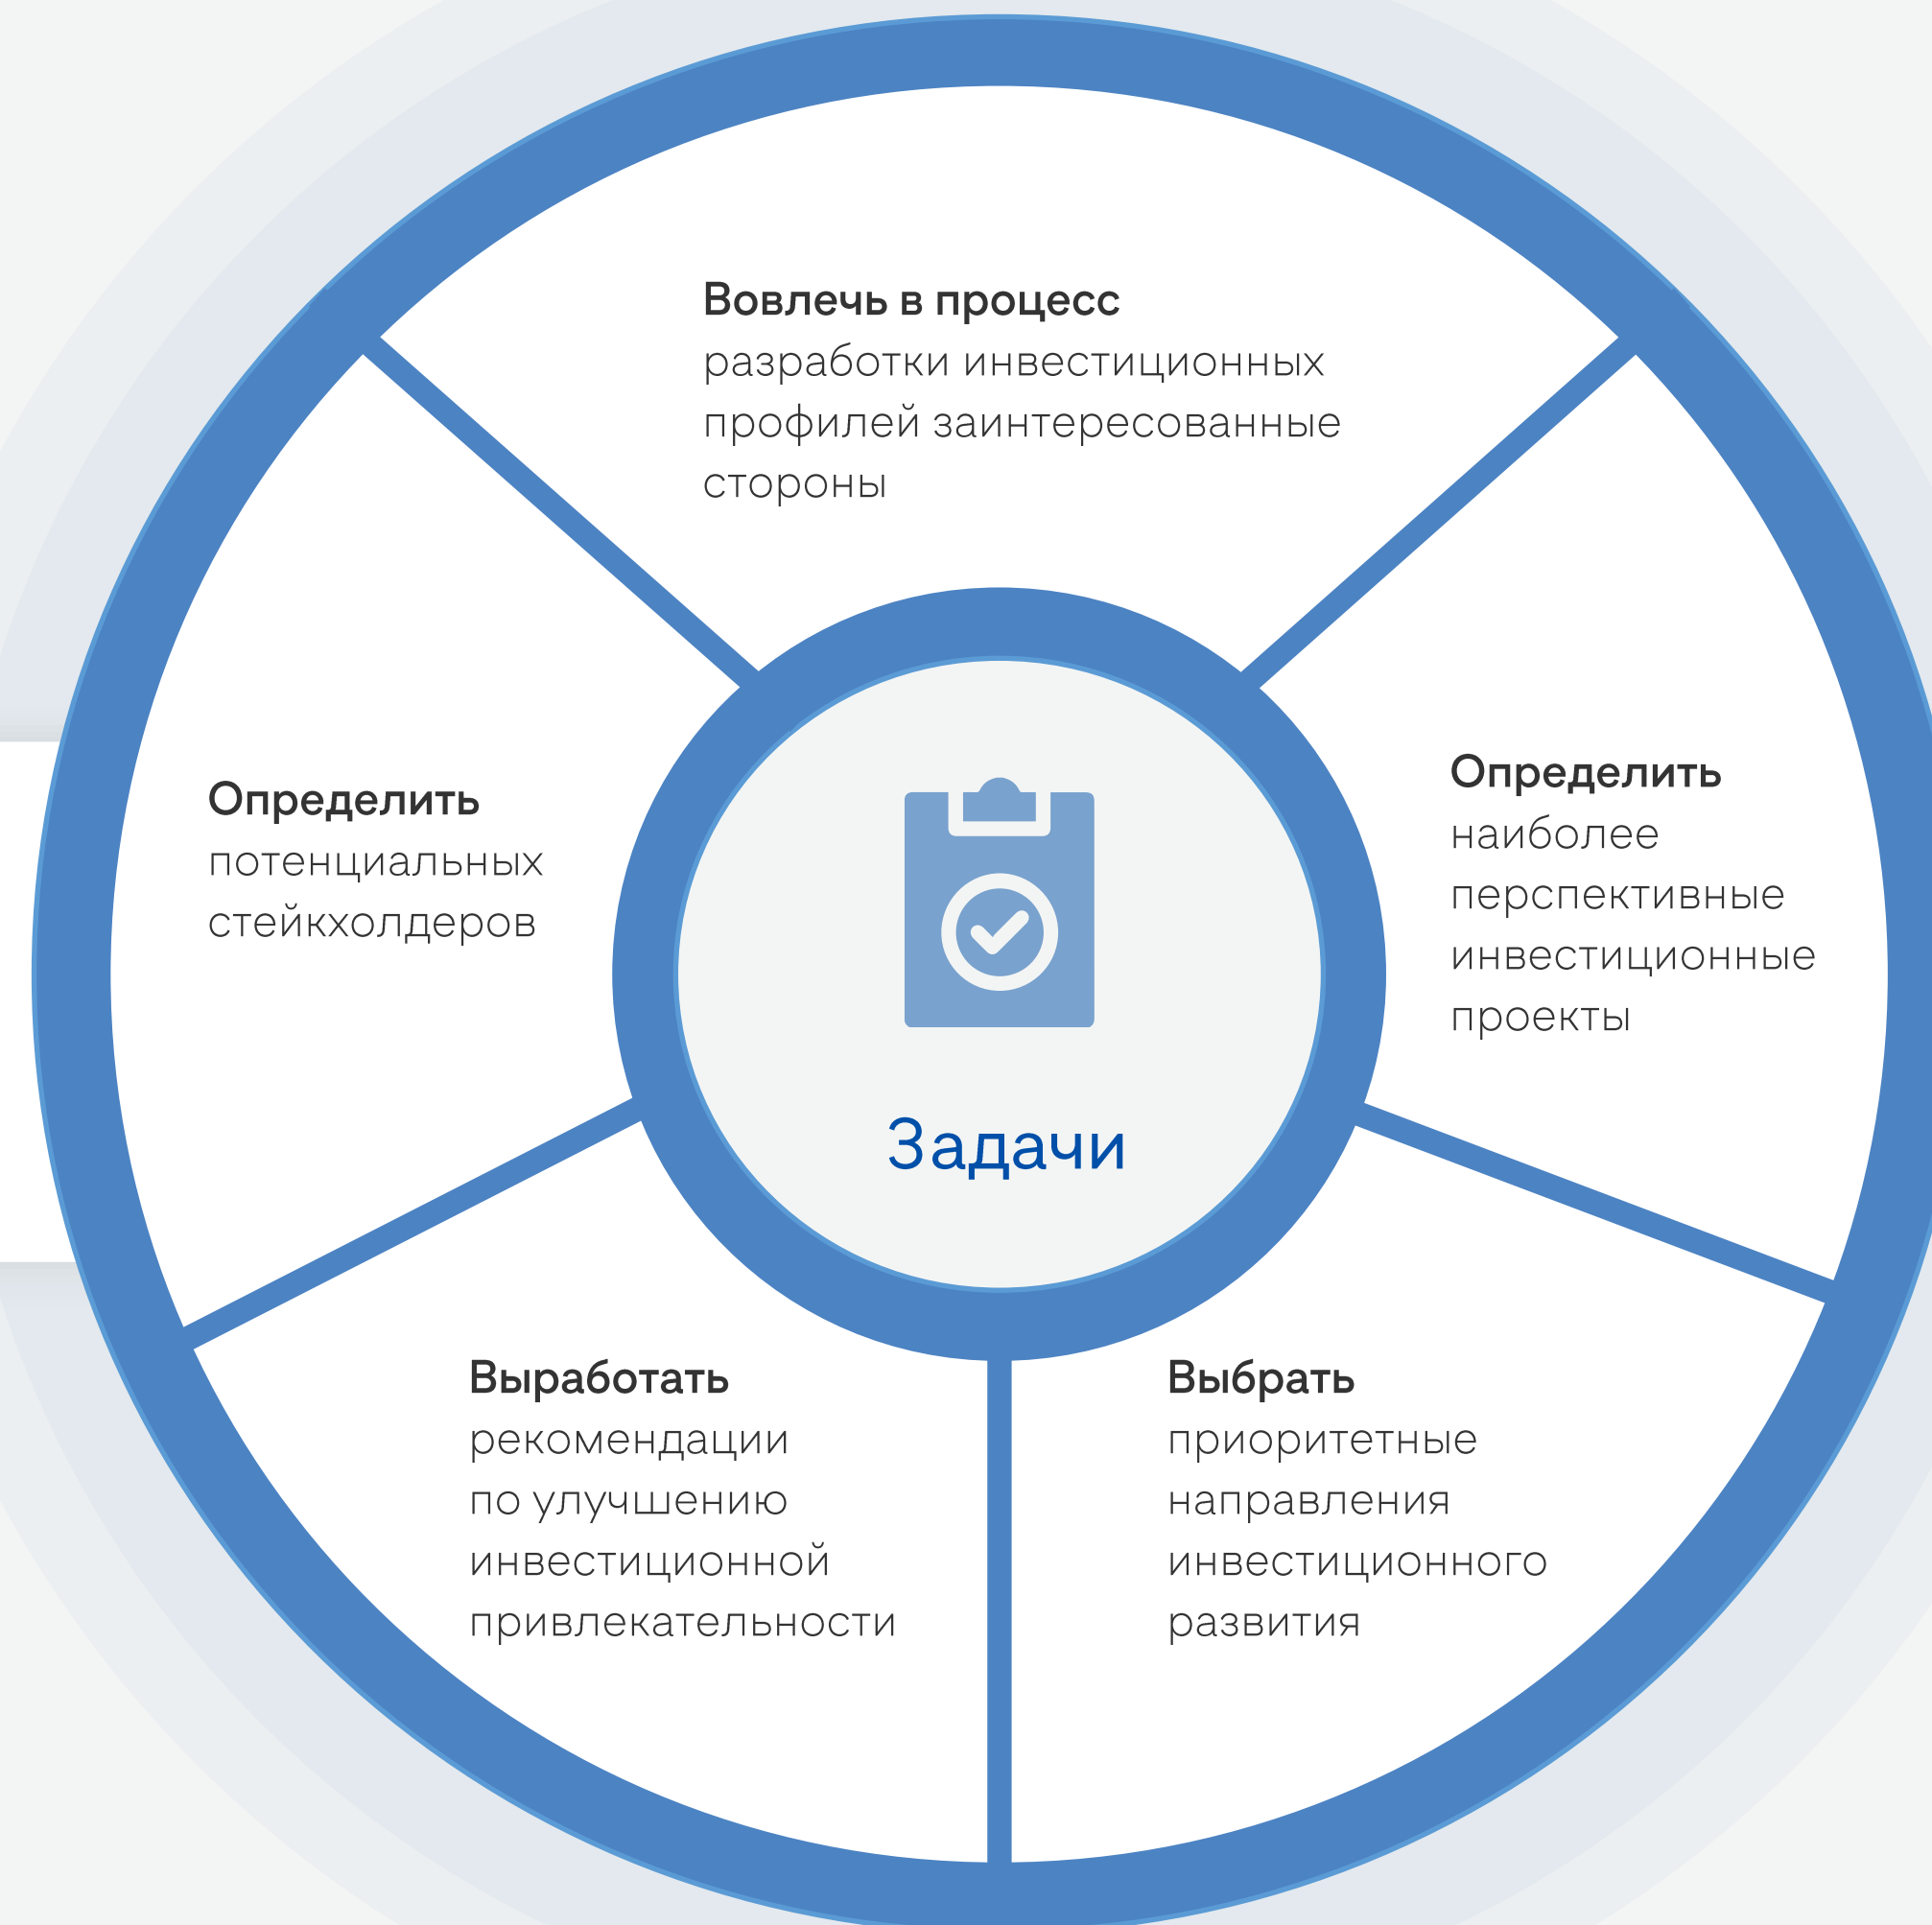 Вовлечь в процесс
разработки инвестиционных
профилей заинтересованные
стороны
Определить
потенциальных
стейкхолдеров
Определить
наиболее
перспективные
инвестиционные
проекты
Задачи
Выработать
рекомендации
по улучшению
инвестиционной
привлекательности
Выбрать
приоритетные
направления
инвестиционного
развития